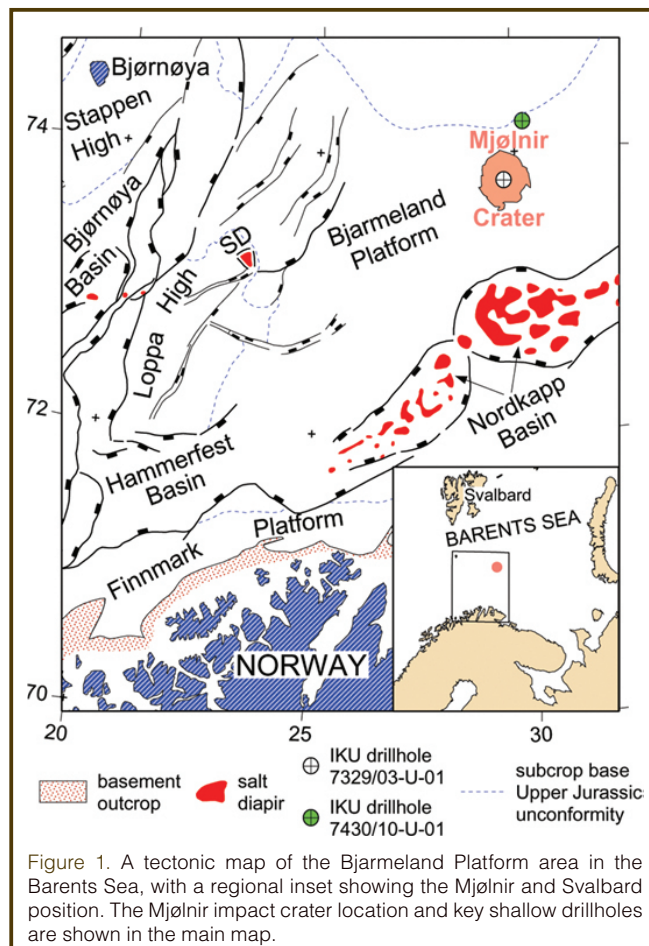 Bjørnøya
Stappen
High
74
Mjølnir
Crater
Bjørnøya
Basin
SD
Bjarmeland
Platform
Loppa
High
72
Nordkapp
Basin
Hammerfest
Basin
Svalbard
BARENTS SEA
Finnmark
Platform
NORWAY
70
20
25
30
basement
outcrop
salt
diapir
IKU drillhole
7329/03-U-01
IKU drillhole
7430/10-U-01
subcrop base
Upper Jurassic
unconformity
Figure 1. A tectonic map of the Bjarmeland Platform area in the
Barents Sea, with a regional inset showing the Mjølnir and Svalbard
position. The Mjølnir impact crater location and key shallow drillholes
are shown in the main map.